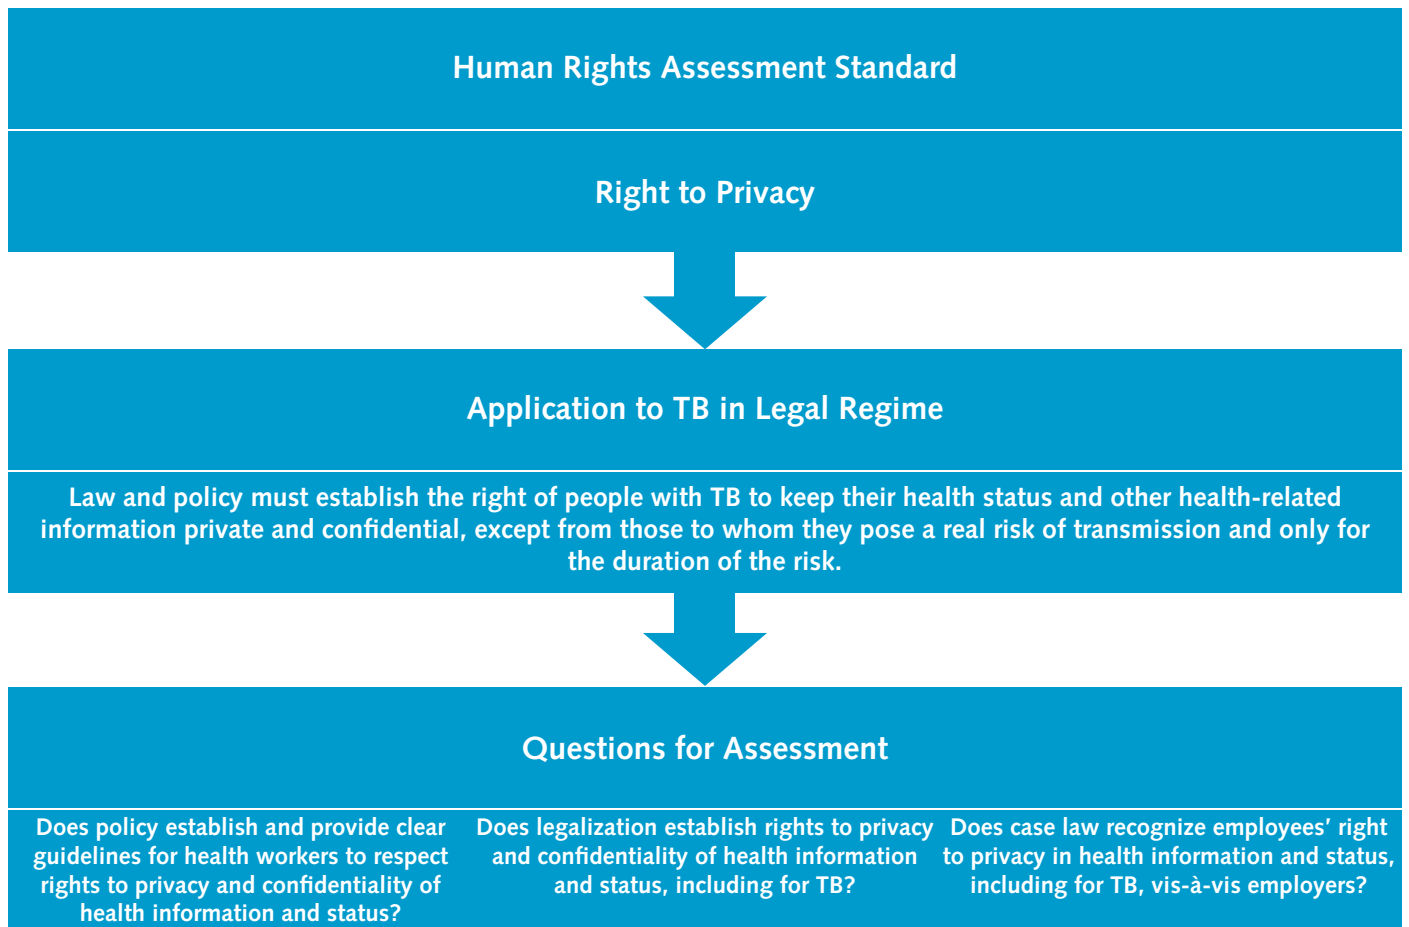 Human Rights Assessment Standard
Right to Privacy
Application to TB in Legal Regime
Law and policy must establish the right of people with TB to keep their health status and other health-related
information private and confidential, except from those to whom they pose a real risk of transmission and only for
the duration of the risk.
Questions for Assessment
Does policy establish and provide clear
guidelines for health workers to respect
rights to privacy and confidentiality of
health information and status?
Does legalization establish rights to privacy
and confidentiality of health information
and status, including for TB?
Does case law recognize employees’ right
to privacy in health information and status,
including for TB, vis-à-vis employers?